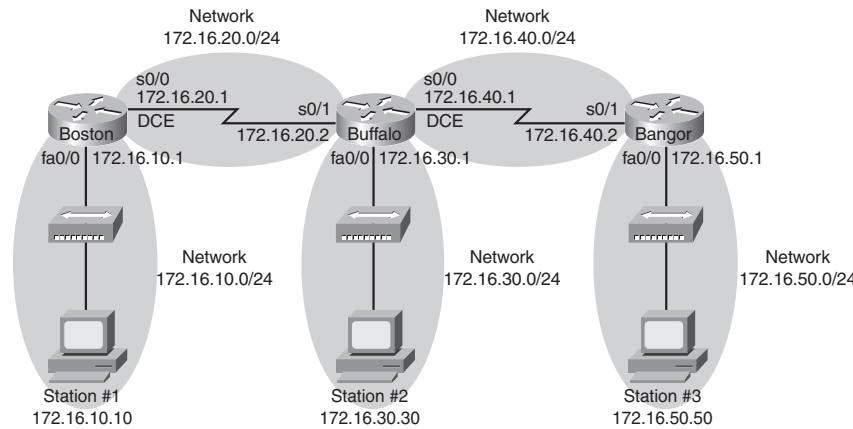 Network
172.16.20.0/24
Network
172.16.40.0/24
s0/0
172.16.20.1
DCE
s0/1
172.16.20.2
s0/0
172.16.40.1
DCE
s0/1
172.16.40.2
Boston
Buffalo
Bangor
fa0/0
172.16.10.1
fa0/0
172.16.30.1
fa0/0
172.16.50.1
Network
172.16.10.0/24
Network
172.16.30.0/24
Network
172.16.50.0/24
Station #1
172.16.10.10
Station #2
172.16.30.30
Station #3
172.16.50.50